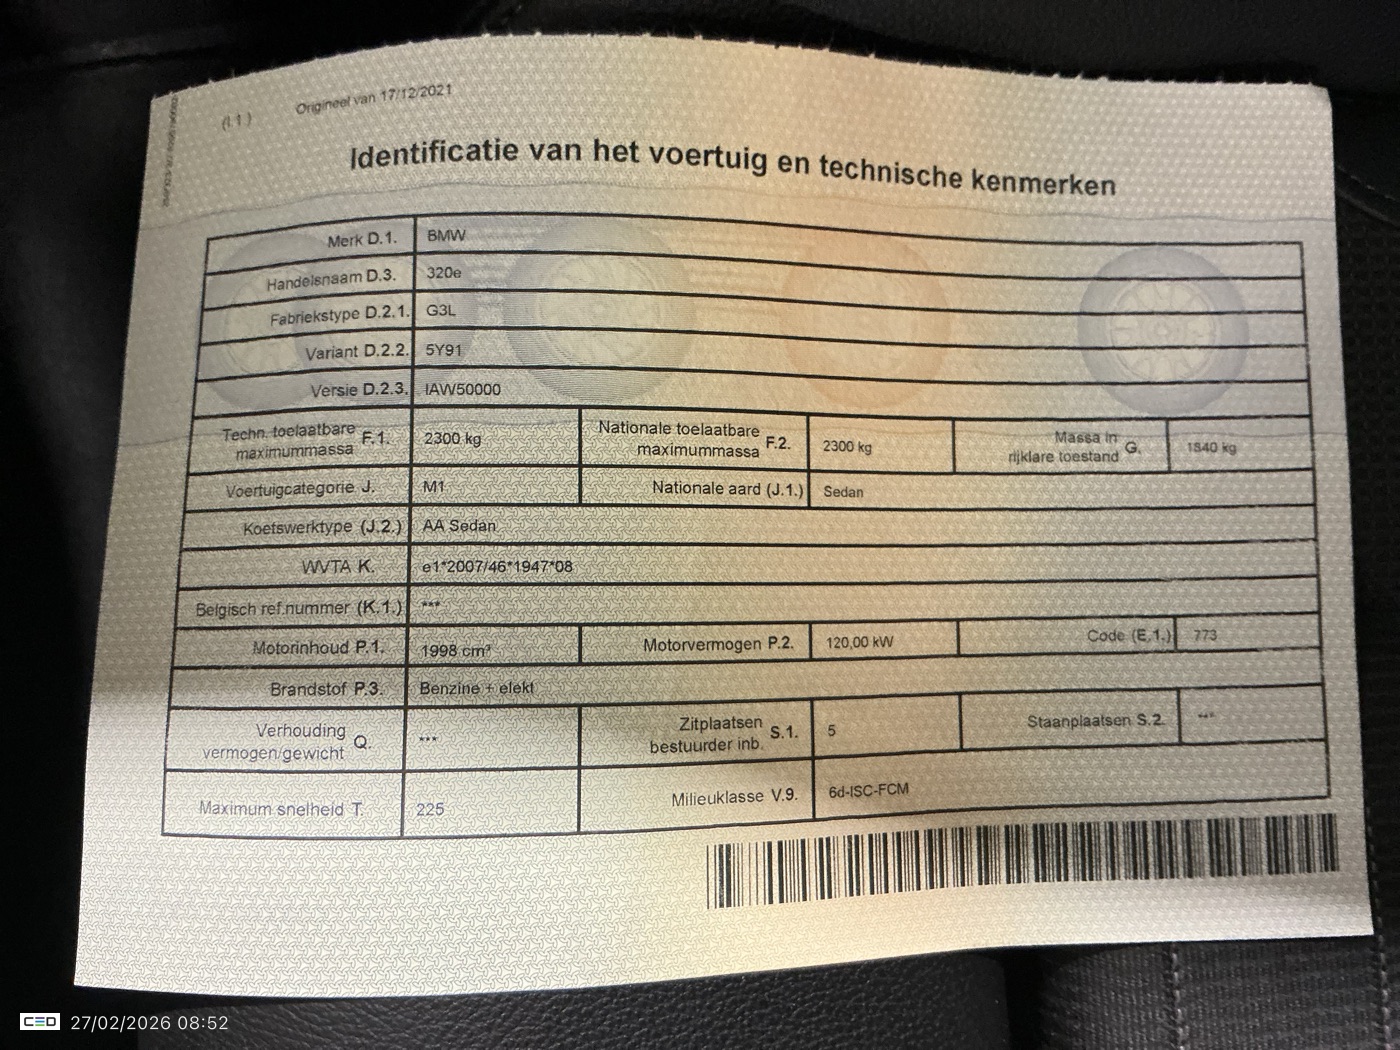 (I.1) Origineel van 17/12/2021
Identificatie van het voertuig en technische kenmerken
Merk D.1. BMW
Handelsnaam D.3. 320e
Fabriekstype D.2.1. G3L
Variant D.2.2. 5Y91
Versie D.2.3. IAW50000
Techn. toelaatbare maximummassa F.1. 2300 kg Nationale toelaatbare maximummassa F.2. 2300 kg Massa in rijklare toestand G. 1840 kg
Voertuigcategorie J. M1 Nationale aard (J.1.) Sedan
Koetswerktype (J.2.) AA Sedan
WVTA K. e1*2007/46*1947*08
Belgisch ref.nummer (K.1.) ***
Motorinhoud P.1. 1998 cm³ Motorvermogen P.2. 120,00 kW Code (E.1.) 773
Brandstof P.3. Benzine + elekt
Verhouding vermogen/gewicht Q. *** Zitplaatsen bestuurder inb. S.1. 5 Staanplaatsen S.2. ***
Maximum snelheid T. 225 Milieuklasse V.9. 6d-ISC-FCM
CED 27/02/2026 08:52